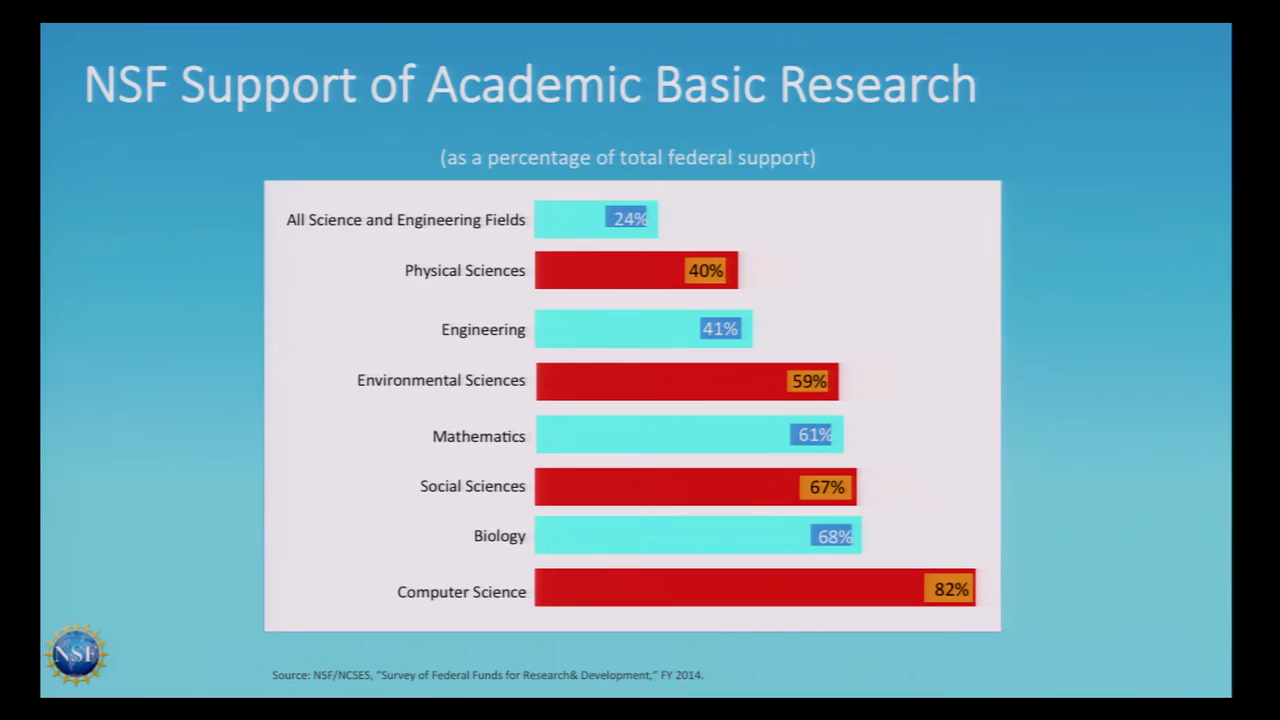 NSF Support of Academic Basic Research
(as a percentage of total federal support)
All Science and Engineering Fields 24%
Physical Sciences 40%
Engineering 41%
Environmental Sciences 59%
Mathematics 61%
Social Sciences 67%
Biology 68%
Computer Science 82%
NSF
Source: NSF/NCSES, “Survey of Federal Funds for Research& Development,” FY 2014.